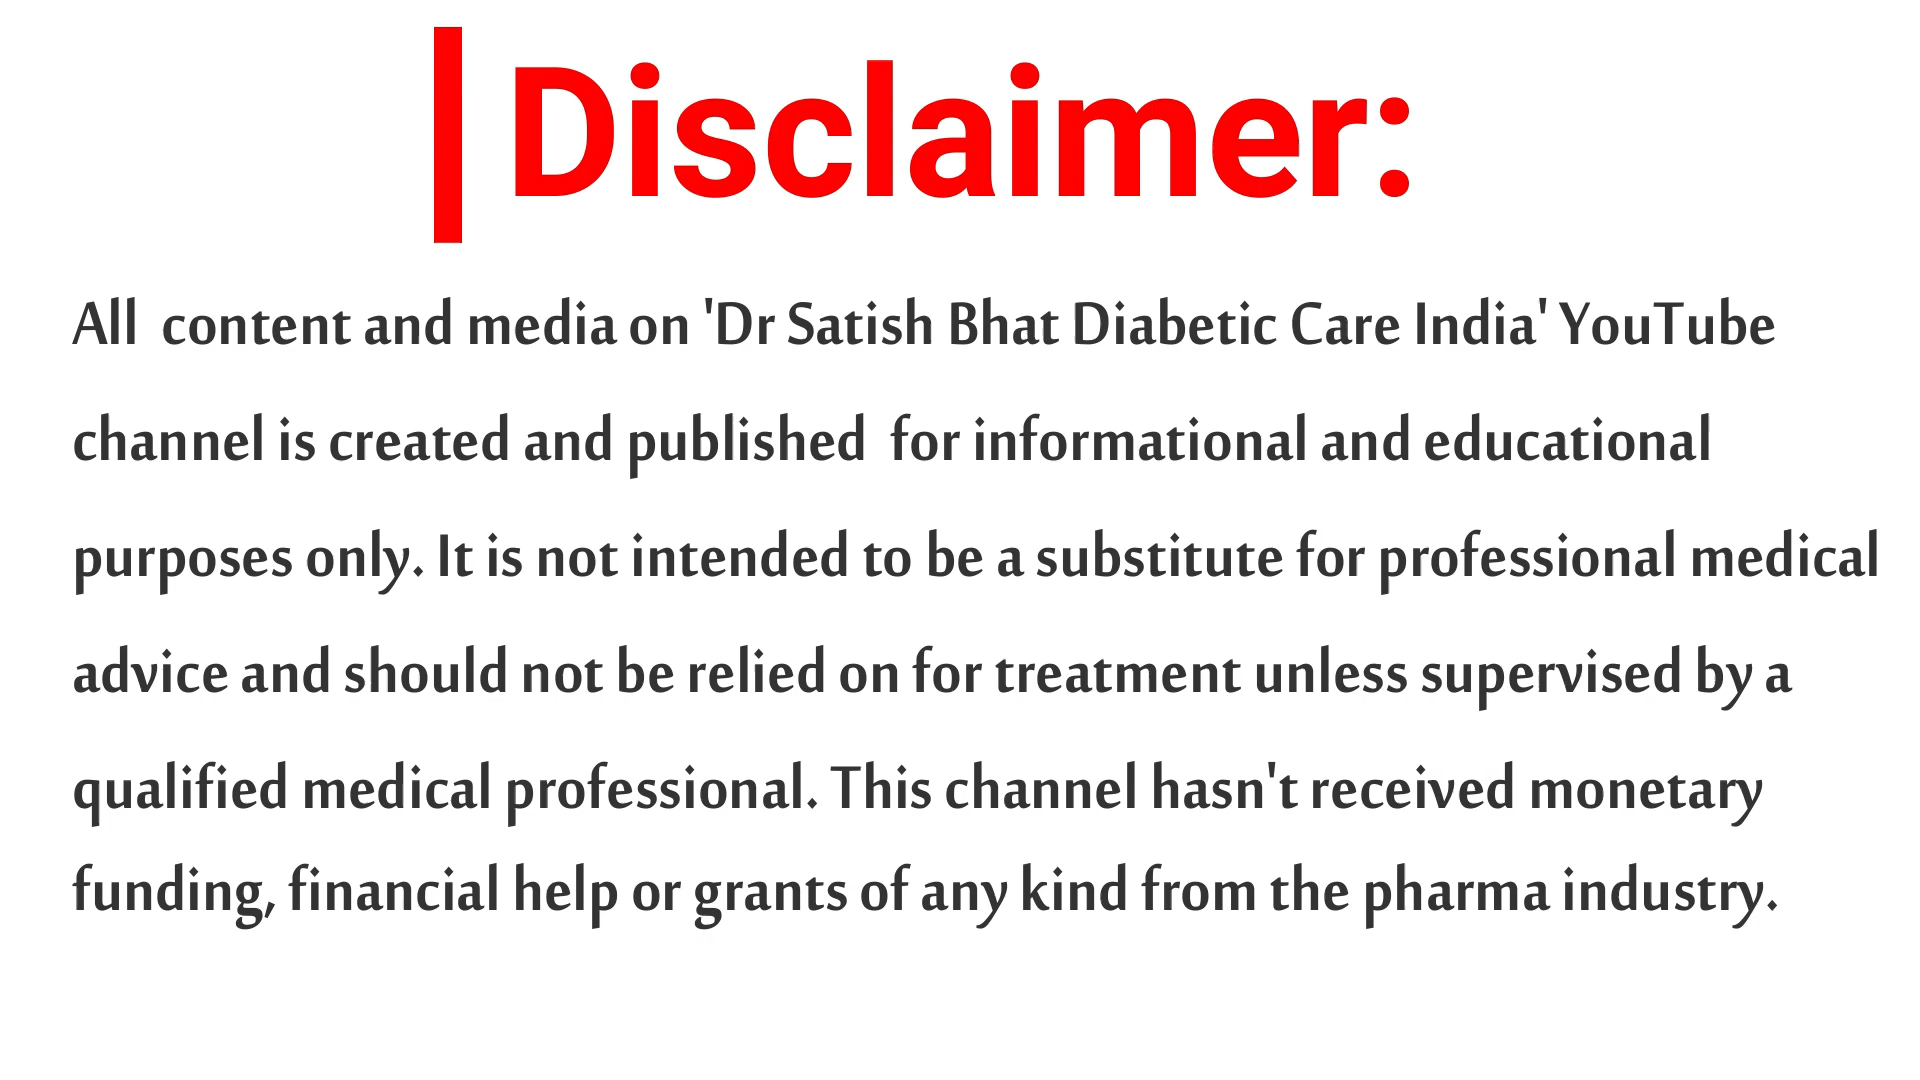 Disclaimer:
All content and media on 'Dr Satish Bhat Diabetic Care India' YouTube
channel is created and published for informational and educational
purposes only. It is not intended to be a substitute for professional medical
advice and should not be relied on for treatment unless supervised by a
qualified medical professional. This channel hasn't received monetary
funding, financial help or grants of any kind from the pharma industry.